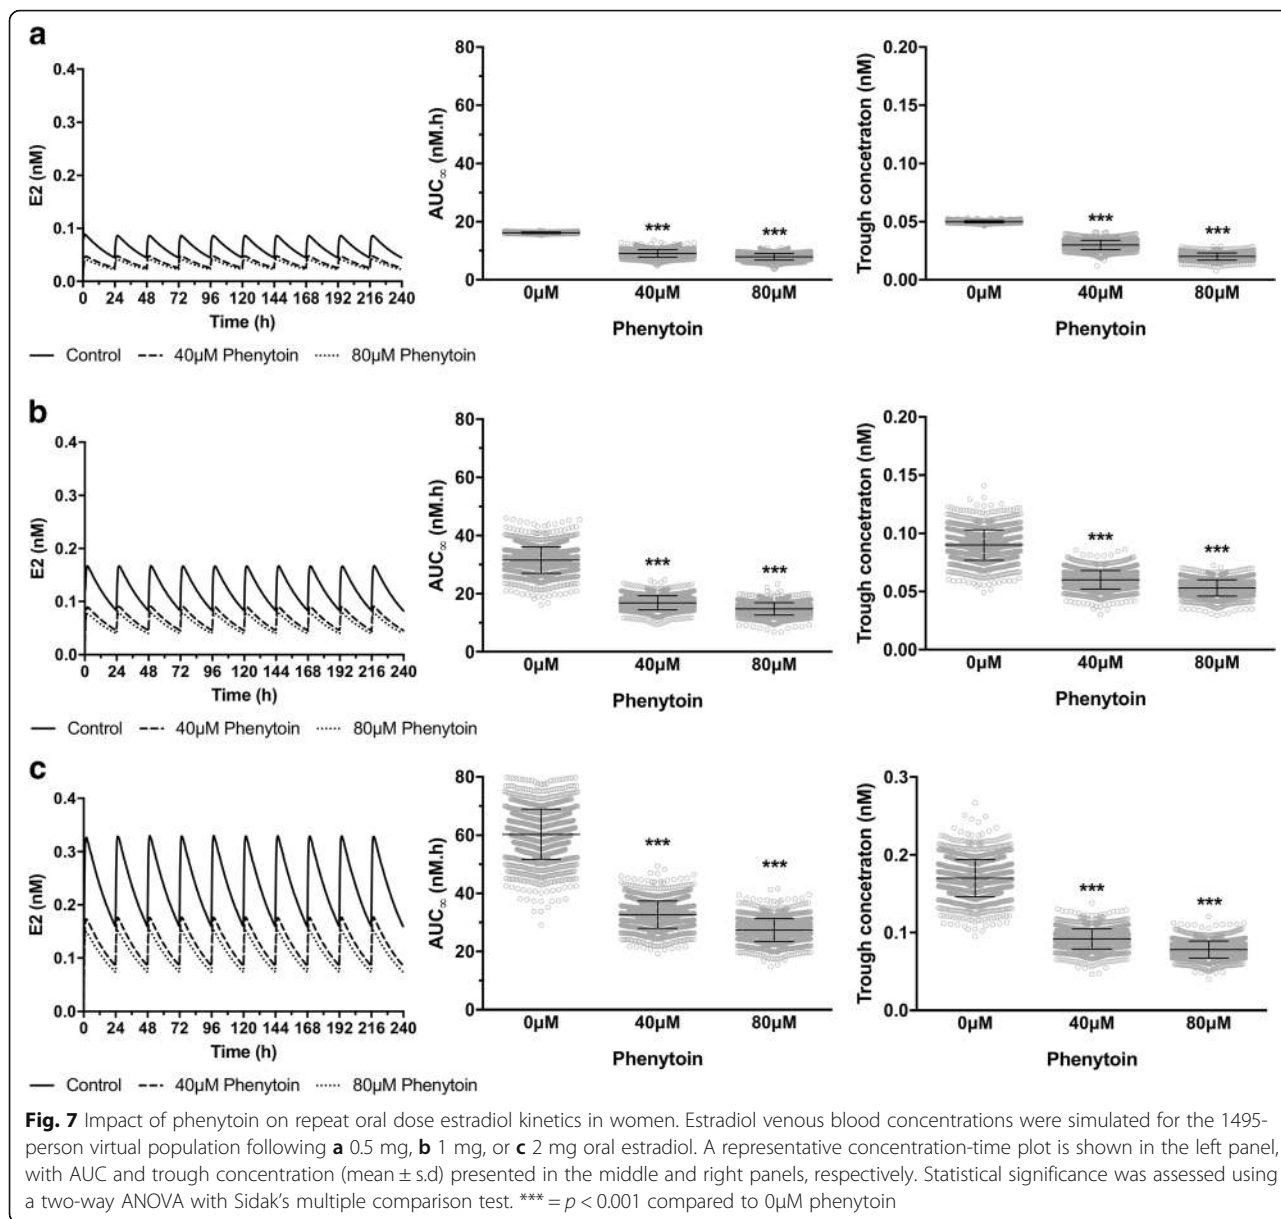 a
0.4
0.3
0.2
0.1
0.0
E2 (nM)
0 24 48 72 96 120 144 168 192 216 240
Time (h)
Control 40µM Phenytoin 80µM Phenytoin
80
60
40
20
0
AUC∞ (nM.h)
*** ***
0µM 40µM 80µM
Phenytoin
0.20
0.15
0.10
0.05
0.00
Trough concetraton (nM)
*** ***
0µM 40µM 80µM
Phenytoin
b
0.4
0.3
0.2
0.1
0.0
E2 (nM)
0 24 48 72 96 120 144 168 192 216 240
Time (h)
Control 40µM Phenytoin 80µM Phenytoin
80
60
40
20
0
AUC∞ (nM.h)
*** ***
0µM 40µM 80µM
Phenytoin
0.20
0.15
0.10
0.05
0.00
Trough concetraton (nM)
*** ***
0µM 40µM 80µM
Phenytoin
c
0.4
0.3
0.2
0.1
0.0
E2 (nM)
0 24 48 72 96 120 144 168 192 216 240
Time (h)
Control 40µM Phenytoin 80µM Phenytoin
80
60
40
20
0
AUC∞ (nM.h)
*** ***
0µM 40µM 80µM
Phenytoin
0.3
0.2
0.1
0.0
Trough concetraton (nM)
*** ***
0µM 40µM 80µM
Phenytoin
Fig. 7 Impact of phenytoin on repeat oral dose estradiol kinetics in women. Estradiol venous blood concentrations were simulated for the 1495-
person virtual population following a 0.5 mg, b 1 mg, or c 2 mg oral estradiol. A representative concentration-time plot is shown in the left panel,
with AUC and trough concentration (mean ± s.d) presented in the middle and right panels, respectively. Statistical significance was assessed using
a two-way ANOVA with Sidak's multiple comparison test. *** = p < 0.001 compared to 0µM phenytoin